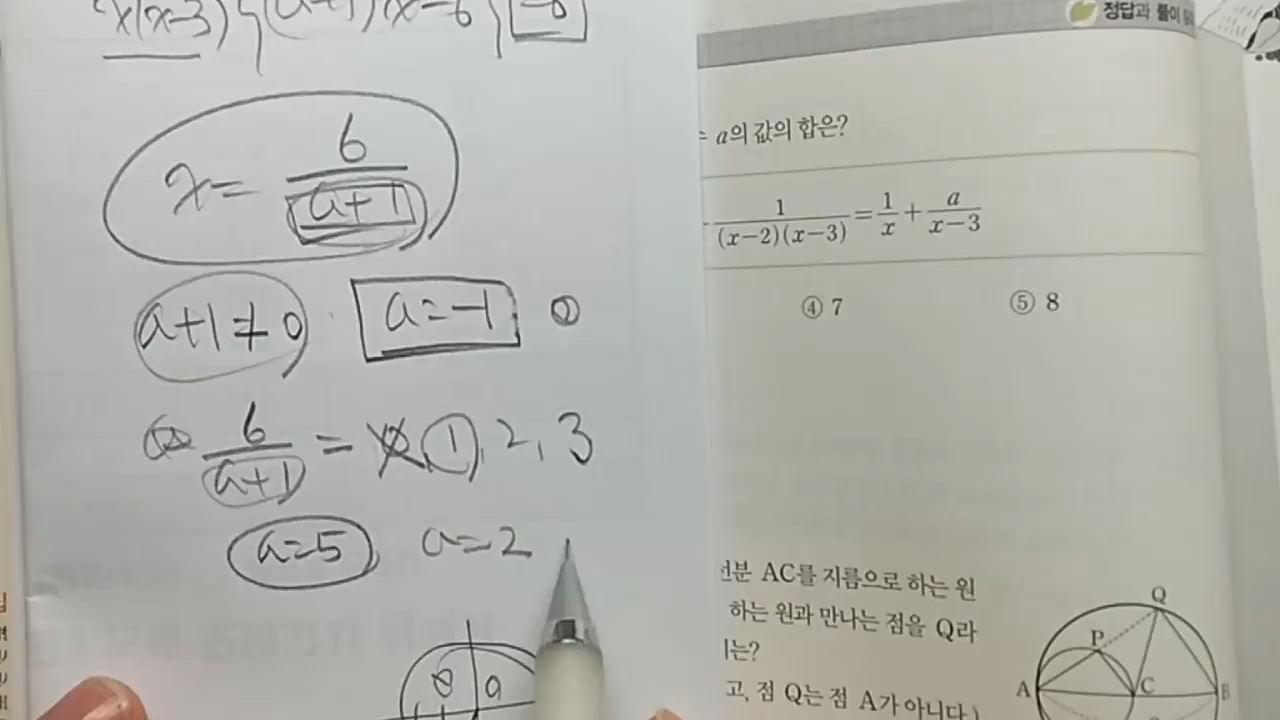 x(x-3) {(a+1)x-6}
정답과 풀이
= a의 값의 합은?
x = 6/(a+1)
1/((x-2)(x-3)) = 1/x + a/(x-3)
a+1≠0 a=-1
④ 7 ⑤ 8
6/(a+1) = 1, 2, 3
a=5 a=2
선분 AC를 지름으로 하는 원
하는 원과 만나는 점을 Q라
는?
고, 점 Q는 점 A가 아니다.)
Q
P
A C B
θ a